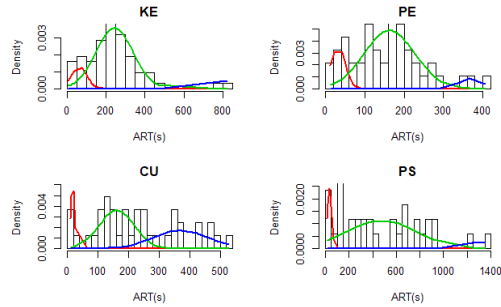 KE
Density
0.000 0.003
0 200 400 600 800
ART(s)
PE
Density
0.000 0.003
0 100 200 300 400
ART(s)
CU
Density
0.000 0.004
0 100 200 300 400 500
ART(s)
PS
Density
0.0000 0.0020
200 600 1000 1400
ART(s)